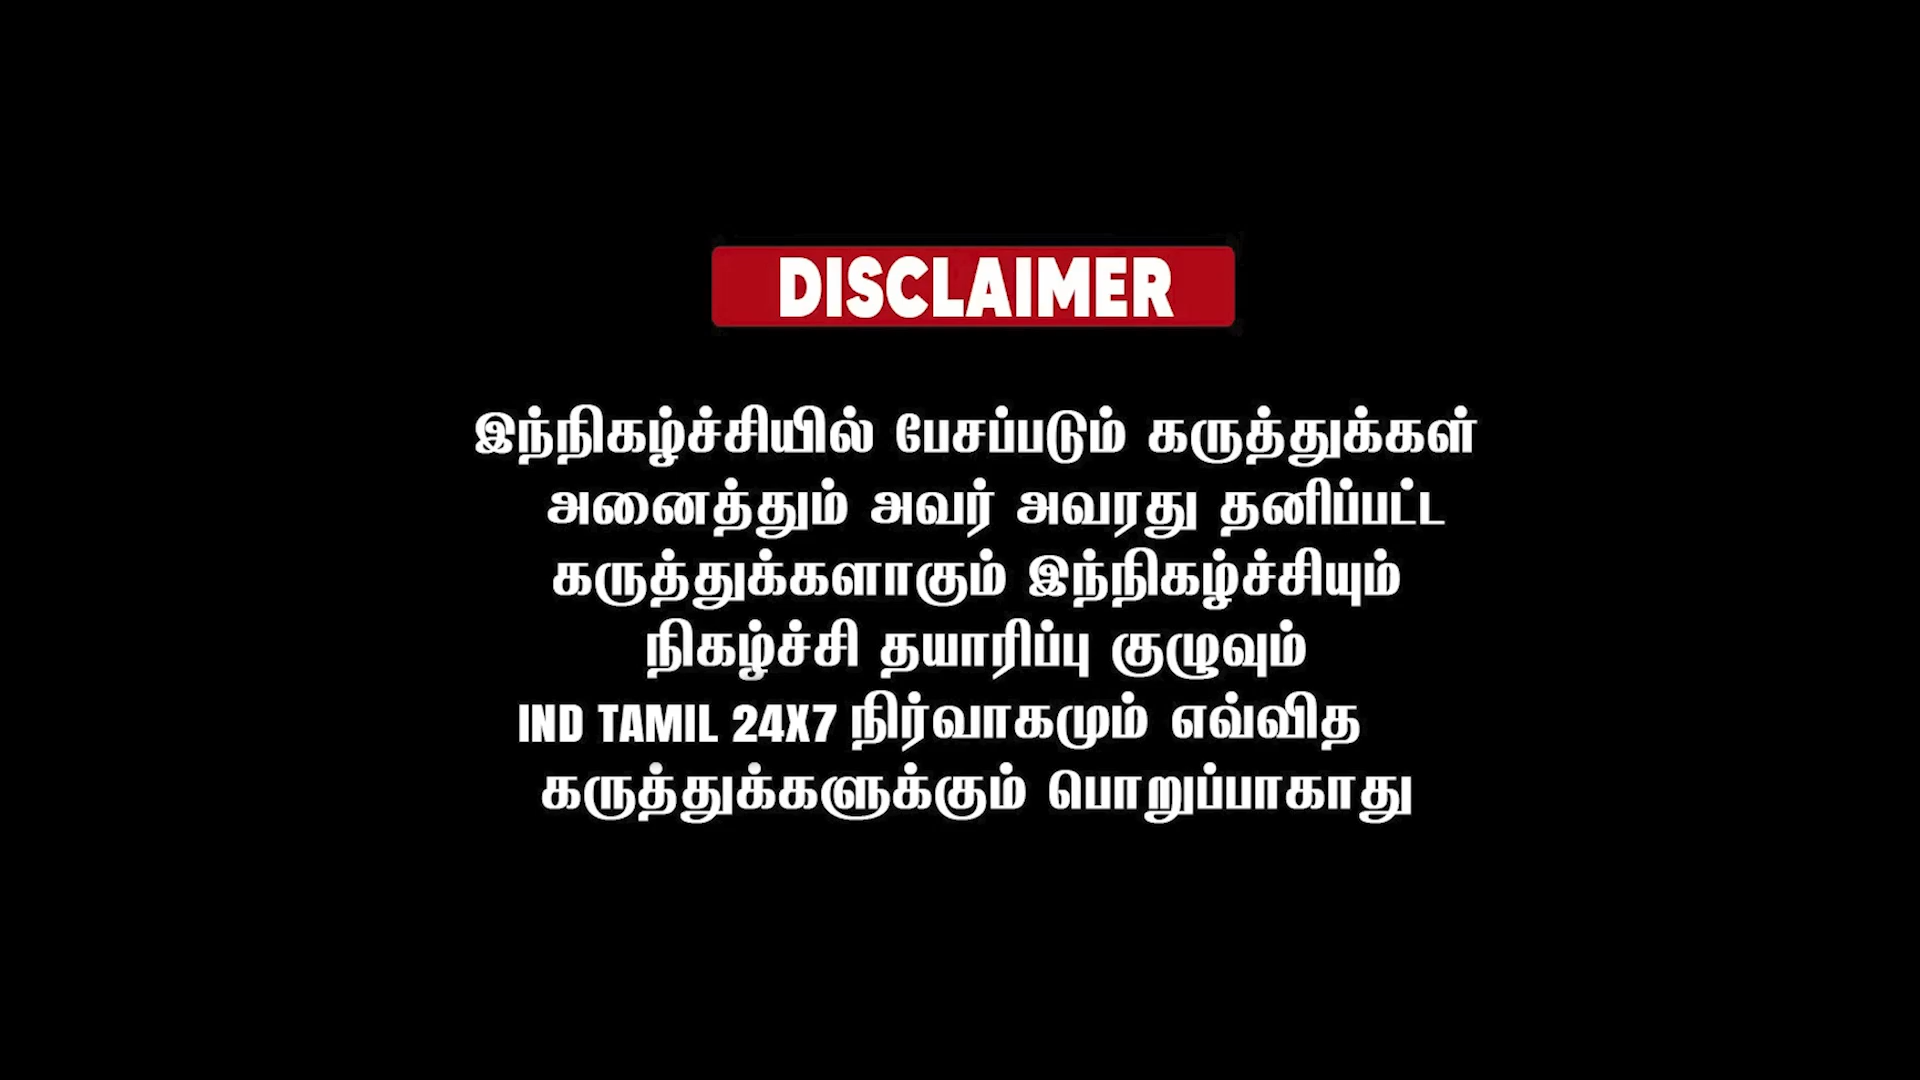 DISCLAIMER
இந்நிகழ்ச்சியில் பேசப்படும் கருத்துக்கள்
அனைத்தும் அவர் அவரது தனிப்பட்ட
கருத்துக்களாகும் இந்நிகழ்ச்சியும்
நிகழ்ச்சி தயாரிப்பு குழுவும்
IND TAMIL 24X7 நிர்வாகமும் எவ்வித
கருத்துக்களுக்கும் பொறுப்பாகாது